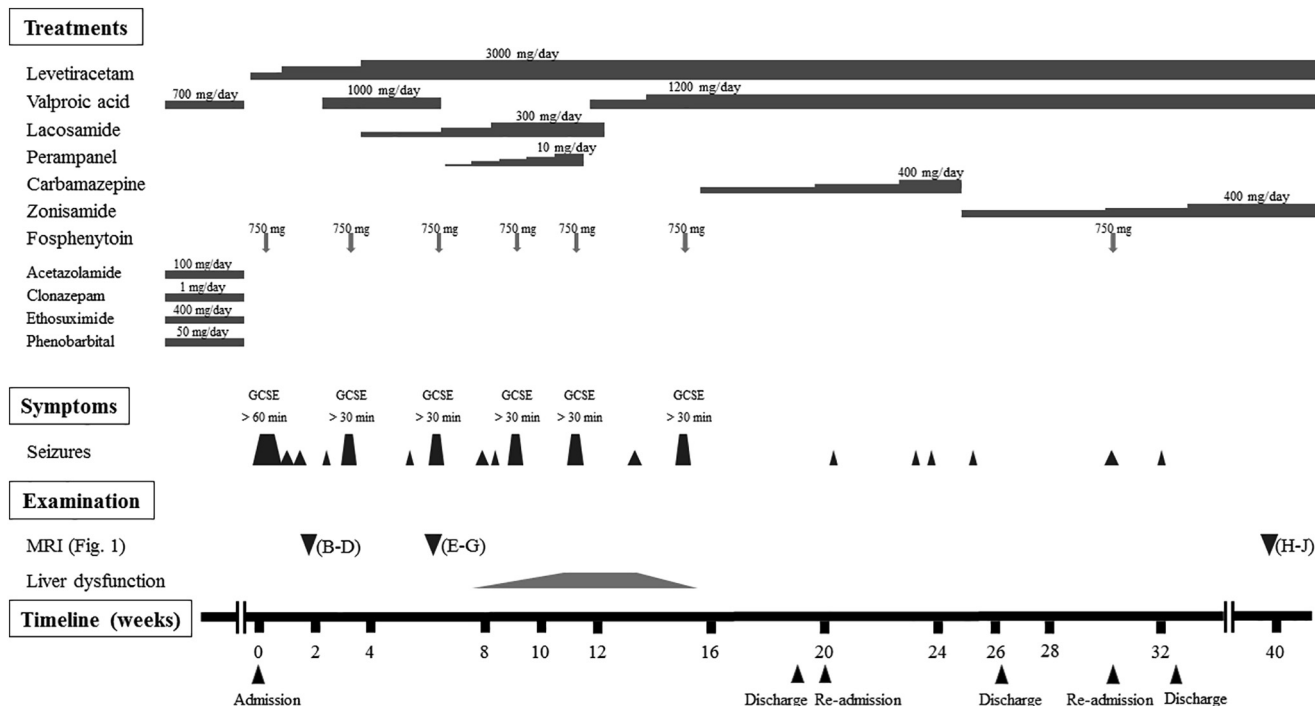 Treatments
3000 mg/day
Levetiracetam
700 mg/day 1000 mg/day 1200 mg/day
Valproic acid
300 mg/day
Lacosamide
10 mg/day
Perampanel
400 mg/day
Carbamazepine
400 mg/day
Zonisamide
750 mg 750 mg 750 mg 750 mg 750 mg 750 mg 750 mg
Fosphenytoin
100 mg/day
Acetazolamide
1 mg/day
Clonazepam
400 mg/day
Ethosuximide
50 mg/day
Phenobarbital
Symptoms
GCSE GCSE GCSE GCSE GCSE GCSE
> 60 min > 30 min > 30 min > 30 min > 30 min > 30 min
Seizures
Examination
MRI (Fig. 1) (B-D) (E-G) (H-J)
Liver dysfunction
Timeline (weeks)
0 2 4 8 10 12 16 20 24 26 28 32 40
Admission Discharge Re-admission Discharge Re-admission Discharge